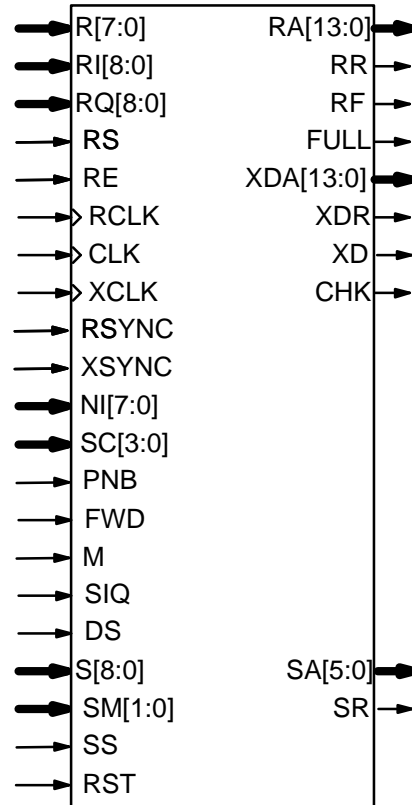 R[7:0] RA[13:0]
RI[8:0] RR
RQ[8:0] RF
RS FULL
RE XDA[13:0]
RCLK XDR
CLK XD
XCLK CHK
RSYNC
XSYNC
NI[7:0]
SC[3:0]
PNB
FWD
M
SIQ
DS
S[8:0] SA[5:0]
SM[1:0] SR
SS
RST